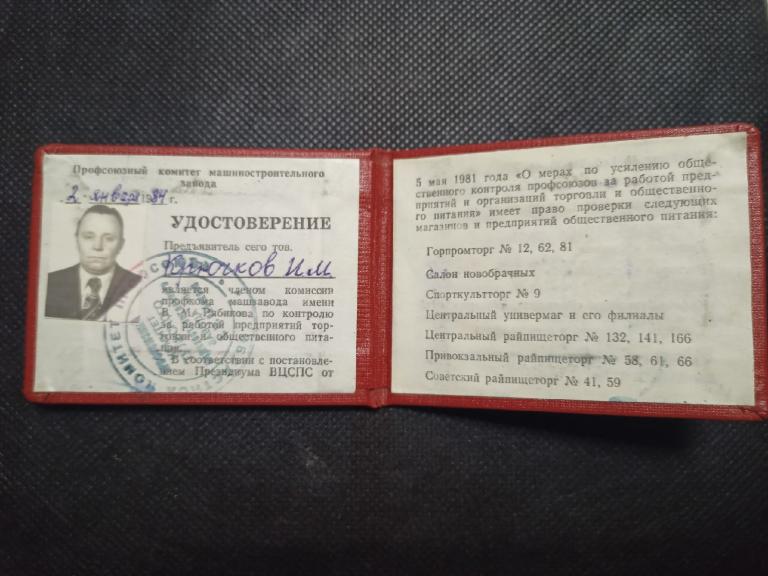 Профсоюзный комитет машиностроительного
завода
2 января 1984 г.
УДОСТОВЕРЕНИЕ
Предъявитель сего тов.
Крючков И.М
является членом комиссии
профкома машзавода имени
В. М. Рябикова по контролю
за работой предприятий тор-
товли и общественного пита-
ния.
В соответствии с постановле-
нием Президиума ВЦСПС от
5 мая 1981 года «О мерах по усилению обще-
ственного контроля профсоюзов за работой пред-
приятий и организаций торговли и общественно-
го питания» имеет право проверки следующих
магазинов и предприятий общественного питания:
Горпромторг № 12, 62, 81
Салон новобрачных
Спорткультторг № 9
Центральный универмаг и его филиалы
Центральный райпищеторг № 132, 141, 166
Привокзальный райпищеторг № 58, 61, 66
Советский райпищеторг № 41, 59